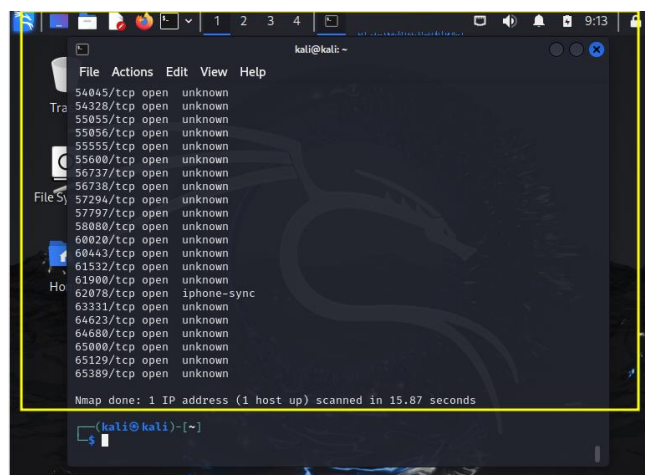 1 2 3 4
9:13
kali@kali: ~
File Actions Edit View Help
54045/tcp open unknown
54328/tcp open unknown
55055/tcp open unknown
55056/tcp open unknown
55555/tcp open unknown
55600/tcp open unknown
56737/tcp open unknown
56738/tcp open unknown
57294/tcp open unknown
57797/tcp open unknown
58080/tcp open unknown
60020/tcp open unknown
60443/tcp open unknown
61532/tcp open unknown
61900/tcp open unknown
62078/tcp open iphone-sync
63331/tcp open unknown
64623/tcp open unknown
64680/tcp open unknown
65000/tcp open unknown
65129/tcp open unknown
65389/tcp open unknown
Nmap done: 1 IP address (1 host up) scanned in 15.87 seconds
(kali㉿kali)-[~]
$
Tra
File Sy
Ho